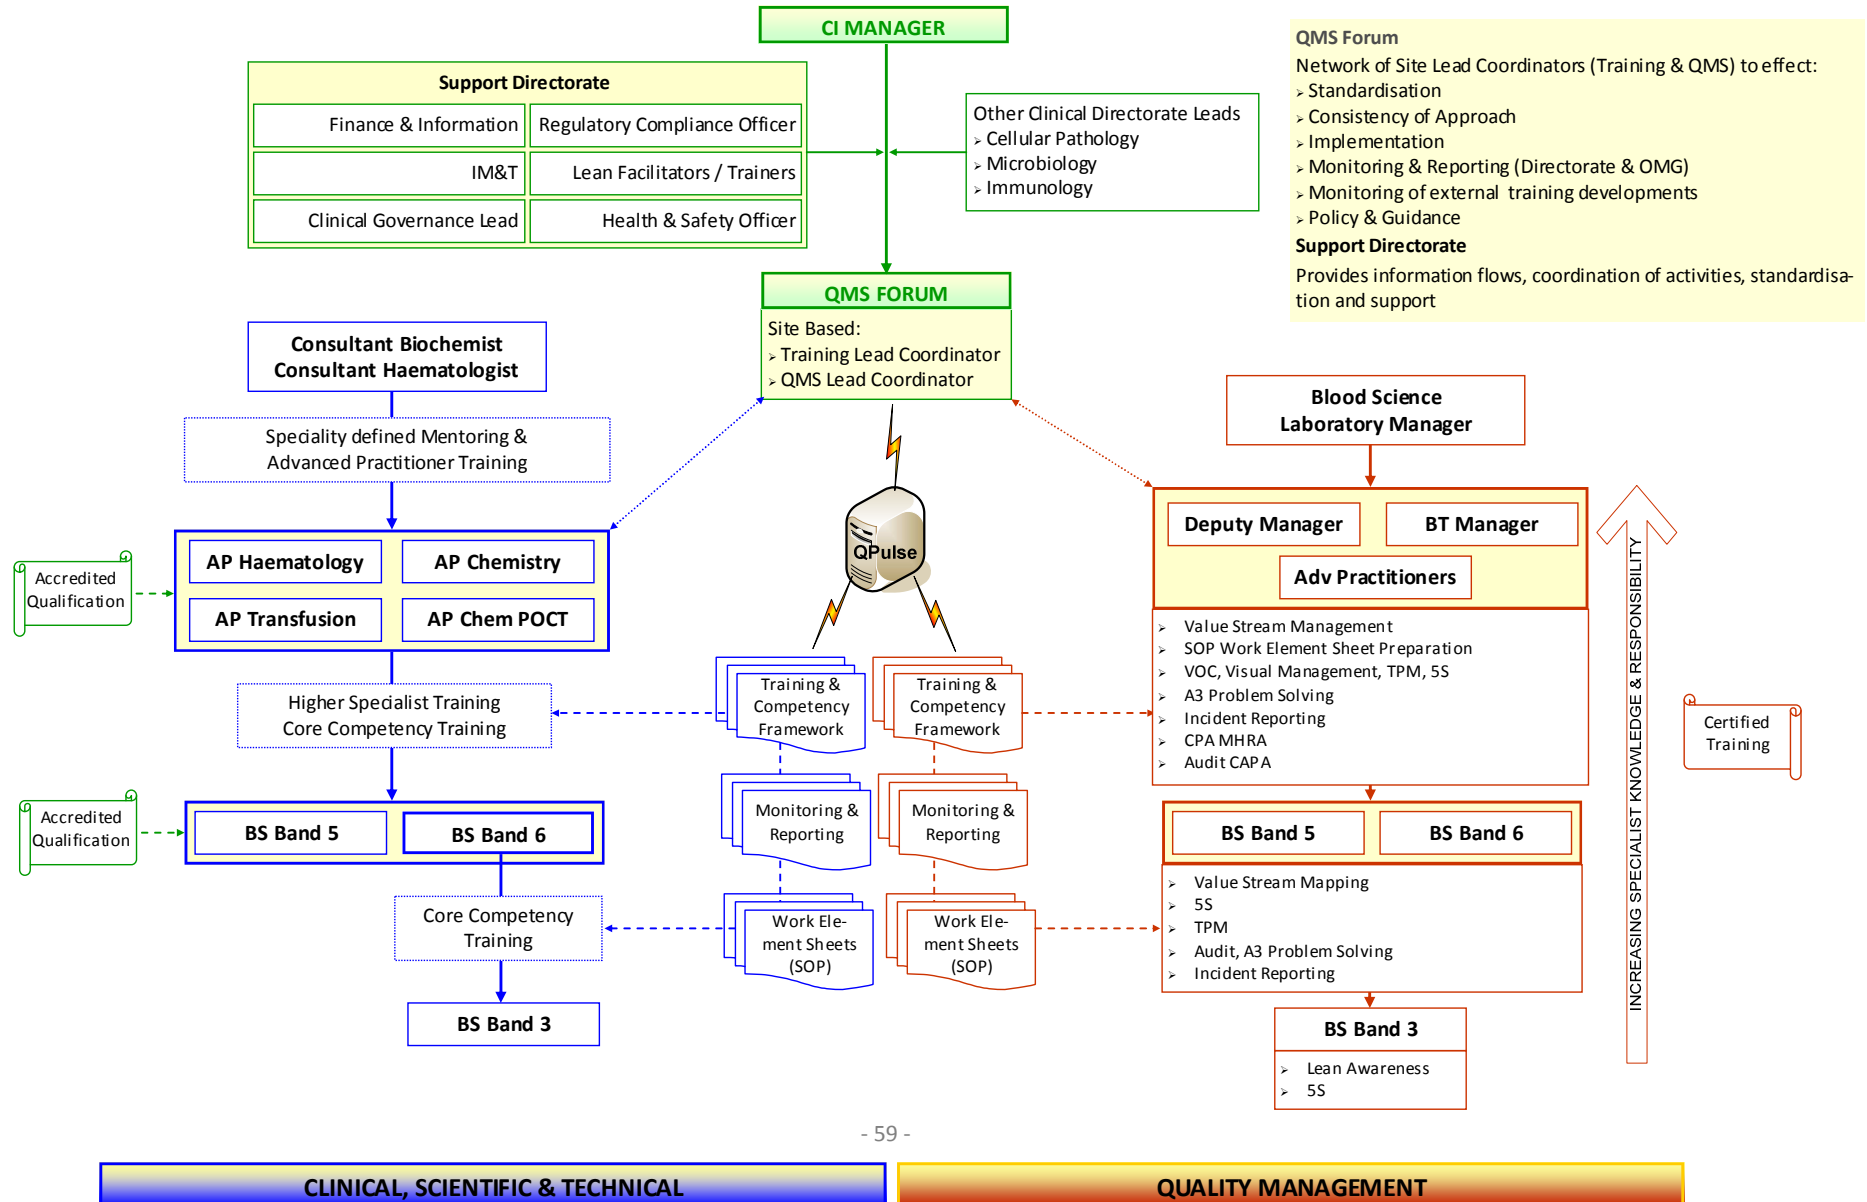 CI MANAGER
Support Directorate
Finance & Information
Regulatory Compliance Officer
IM&T
Lean Facilitators / Trainers
Clinical Governance Lead
Health & Safety Officer
Other Clinical Directorate Leads
➢ Cellular Pathology
➢ Microbiology
➢ Immunology
QMS Forum
Network of Site Lead Coordinators (Training & QMS) to effect:
➢ Standardisation
➢ Consistency of Approach
➢ Implementation
➢ Monitoring & Reporting (Directorate & OMG)
➢ Monitoring of external training developments
➢ Policy & Guidance
Support Directorate
Provides information flows, coordination of activities, standardisa-
tion and support
QMS FORUM
Site Based:
➢ Training Lead Coordinator
➢ QMS Lead Coordinator
Consultant Biochemist
Consultant Haematologist
Speciality defined Mentoring &
Advanced Practitioner Training
Accredited
Qualification
AP Haematology
AP Chemistry
AP Transfusion
AP Chem POCT
Higher Specialist Training
Core Competency Training
Accredited
Qualification
BS Band 5
BS Band 6
Core Competency
Training
BS Band 3
QPulse
Training &
Competency
Framework
Monitoring &
Reporting
Work Ele-
ment Sheets
(SOP)
Training &
Competency
Framework
Monitoring &
Reporting
Work Ele-
ment Sheets
(SOP)
Blood Science
Laboratory Manager
Deputy Manager
BT Manager
Adv Practitioners
➢ Value Stream Management
➢ SOP Work Element Sheet Preparation
➢ VOC, Visual Management, TPM, 5S
➢ A3 Problem Solving
➢ Incident Reporting
➢ CPA MHRA
➢ Audit CAPA
BS Band 5
BS Band 6
➢ Value Stream Mapping
➢ 5S
➢ TPM
➢ Audit, A3 Problem Solving
➢ Incident Reporting
BS Band 3
➢ Lean Awareness
➢ 5S
INCREASING SPECIALIST KNOWLEDGE & RESPONSIBILITY
Certified
Training
- 59 -
CLINICAL, SCIENTIFIC & TECHNICAL
QUALITY MANAGEMENT